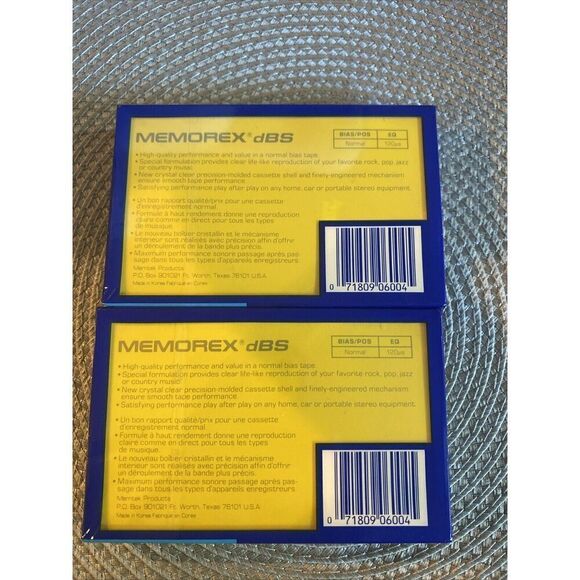 MEMOREX® dBS
BIAS/POS EQ
Normal 120µs
• High-quality performance and value in a normal bias tape.
• Special formulation provides clear life-like reproduction of your favorite rock, pop, jazz
or country music.
• New crystal clear precision-molded cassette shell and finely-engineered mechanism
ensure smooth tape performance.
• Satisfying performance play after play on any home, car or portable stereo equipment.
• Un bon rapport qualité/prix pour une cassette
d'enregistrement normal.
• Formule à haut rendement donne une reproduction
claire comme en direct pour tous les types
de musique.
• Le nouveau boîtier cristallin et le mécanisme
intérieur sont réalisés avec précision afin d'offrir
un déroulement de la bande plus précis.
• Maximum performance sonore passage après pas-
sage dans tous les types d'appareils enregistreurs.
Memtek Products
P.O. Box 901021 Ft. Worth, Texas 76101 U.S.A.
Made in Korea Fabriqué en Corée
0 71809 06004
MEMOREX® dBS
BIAS/POS EQ
Normal 120µs
• High-quality performance and value in a normal bias tape.
• Special formulation provides clear life-like reproduction of your favorite rock, pop, jazz
or country music.
• New crystal clear precision-molded cassette shell and finely-engineered mechanism
ensure smooth tape performance.
• Satisfying performance play after play on any home, car or portable stereo equipment.
• Un bon rapport qualité/prix pour une cassette
d'enregistrement normal.
• Formule à haut rendement donne une reproduction
claire comme en direct pour tous les types
de musique.
• Le nouveau boîtier cristallin et le mécanisme
intérieur sont réalisés avec précision afin d'offrir
un déroulement de la bande plus précis.
• Maximum performance sonore passage après pas-
sage dans tous les types d'appareils enregistreurs.
Memtek Products
P.O. Box 901021 Ft. Worth, Texas 76101 U.S.A.
Made in Korea Fabriqué en Corée
0 71809 06004